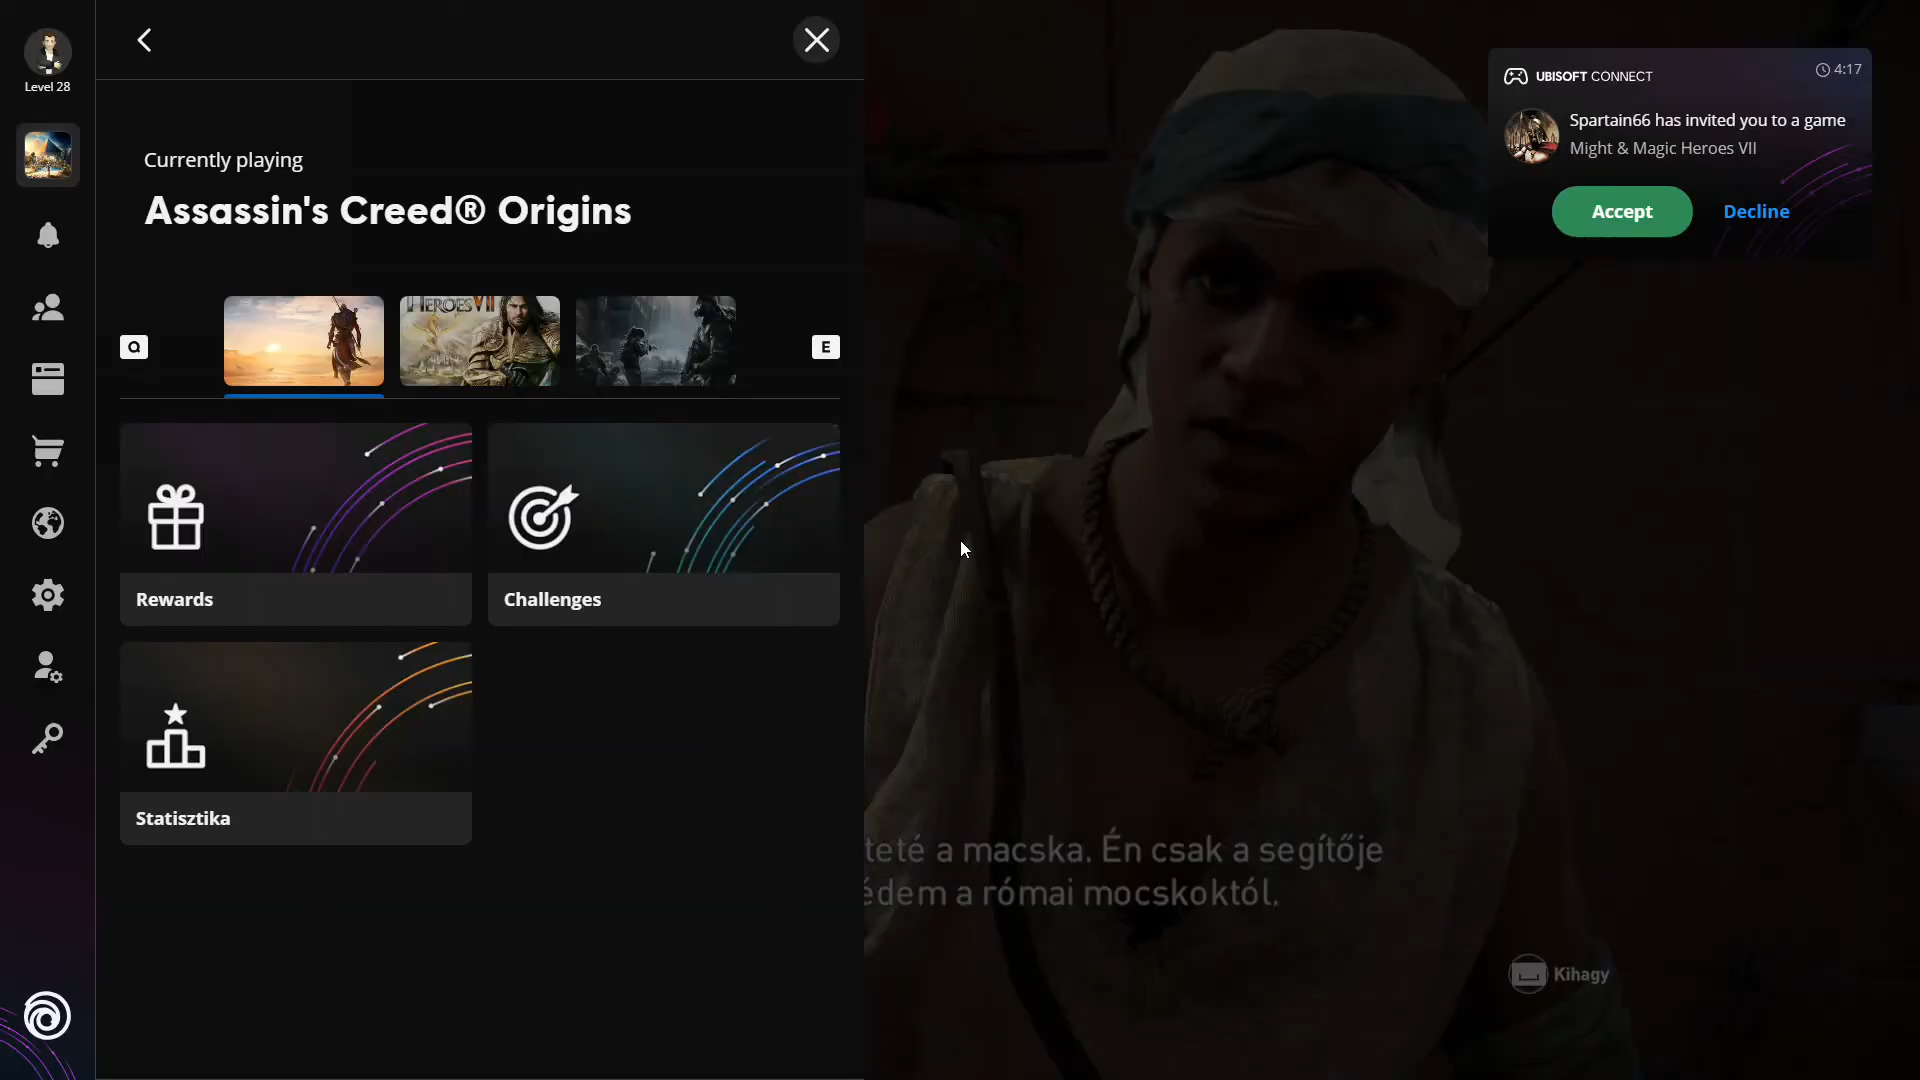 Level 28
Currently playing
Assassin's Creed® Origins
Q
HEROES VII
E
Rewards
Challenges
Statisztika
UBISOFT CONNECT
4:17
Spartain66 has invited you to a game
Might & Magic Heroes VII
Accept
Decline
teté a macska. Én csak a segítője
édem a római mocskoktól.
Kihagy